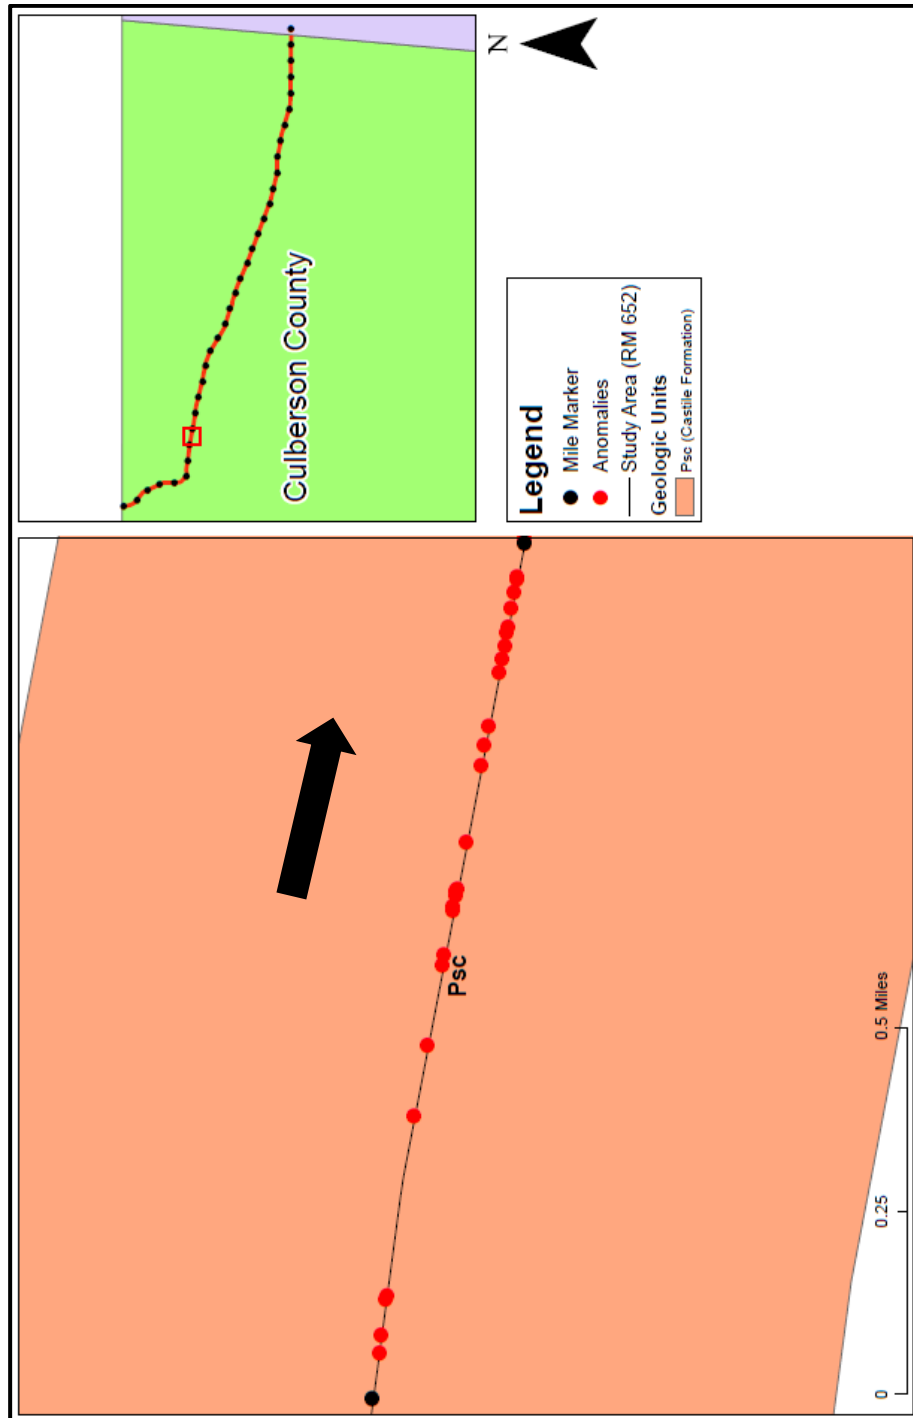 Culberson County
N
Legend
Mile Marker
Anomalies
Study Area (RM 652)
Geologic Units
Psc (Castile Formation)
Psc
0
0.25
0.5 Miles